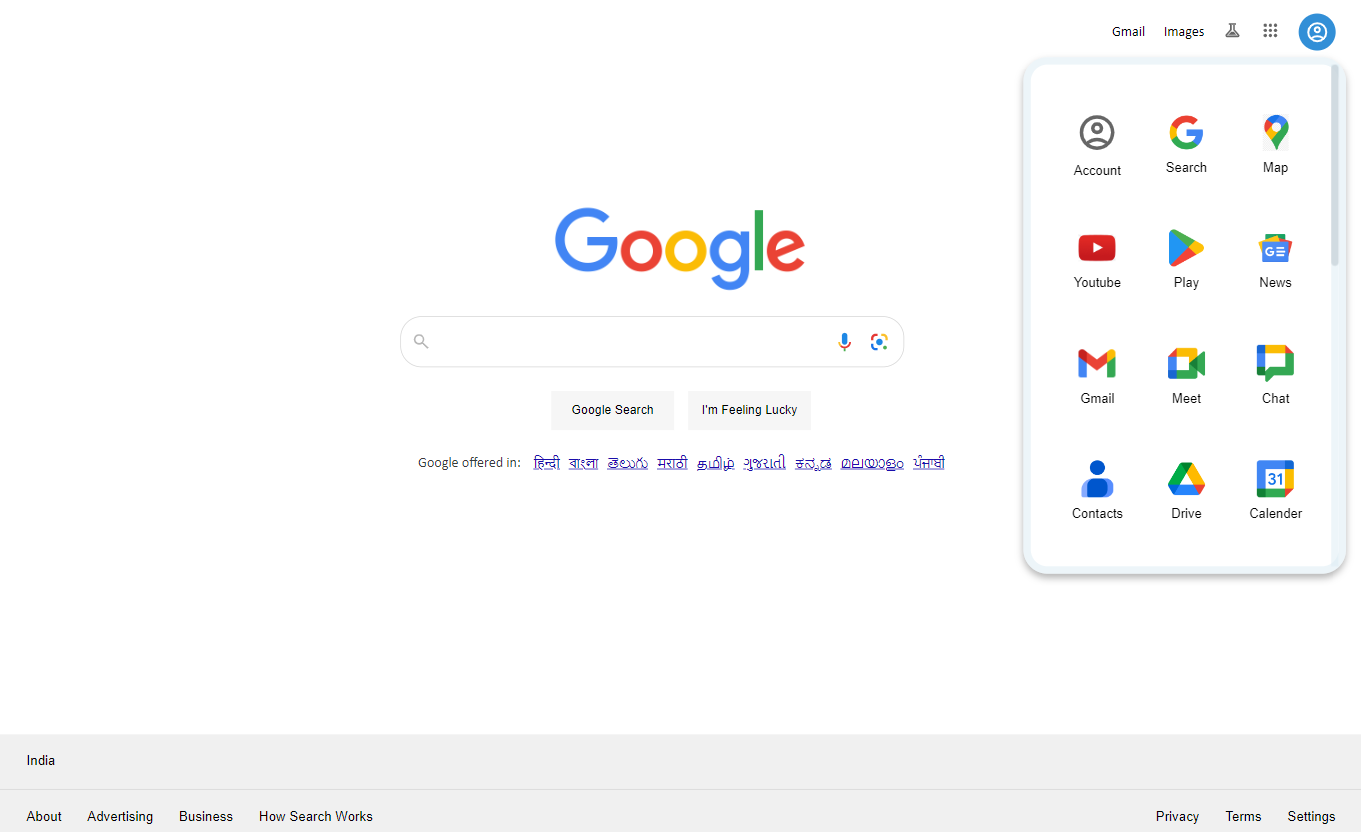 Gmail Images
Account Search Map
Google
Youtube Play News
GE
Google Search I'm Feeling Lucky
Gmail Meet Chat
Google offered in: हिन्दी বাংলা తెలుగు मराठी தமிழ் ગુજરાતી ಕನ್ನಡ മലയാളം ਪੰਜਾਬੀ
31
Contacts Drive Calender
India
About Advertising Business How Search Works Privacy Terms Settings